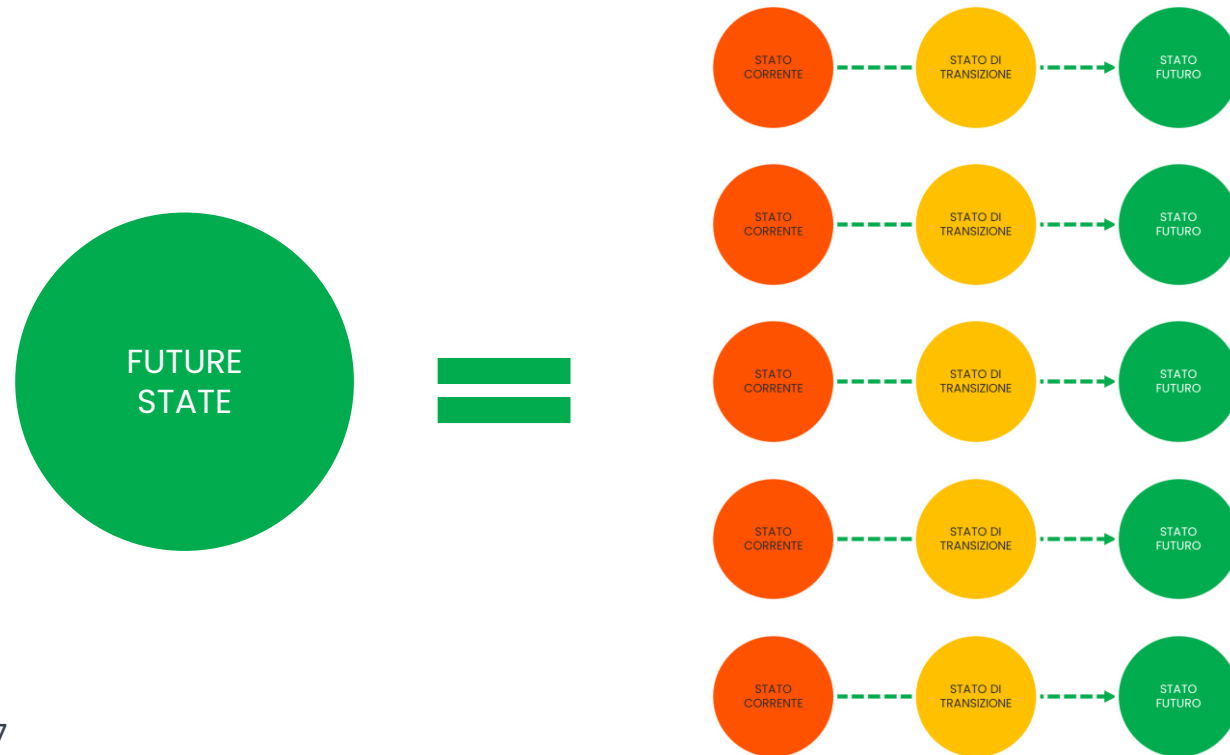 FUTURE
STATE
STATO
CORRENTE
STATO DI
TRANSIZIONE
STATO
FUTURO
STATO
CORRENTE
STATO DI
TRANSIZIONE
STATO
FUTURO
STATO
CORRENTE
STATO DI
TRANSIZIONE
STATO
FUTURO
STATO
CORRENTE
STATO DI
TRANSIZIONE
STATO
FUTURO
STATO
CORRENTE
STATO DI
TRANSIZIONE
STATO
FUTURO
7